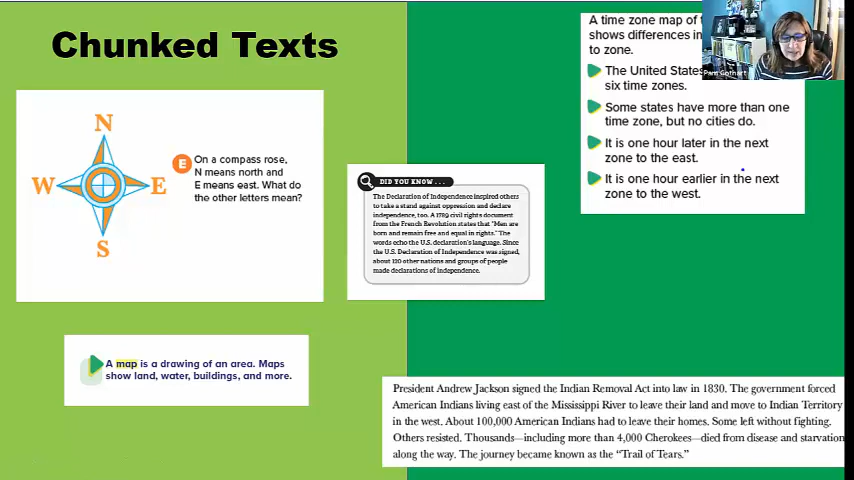 Chunked Texts
N
W
E
S
E
On a compass rose,
N means north and
E means east. What do
the other letters mean?
A map is a drawing of an area. Maps
show land, water, buildings, and more.
DID YOU KNOW . . .
The Declaration of Independence inspired others
to take a stand against oppression and declare
independence, too. A 1789 civil rights document
from the French Revolution states that "Men are
born and remain free and equal in rights." The
words echo the U.S. declaration's language. Since
the U.S. Declaration of Independence was signed,
about 120 other nations and groups of people
made declarations of independence.
A time zone map of
shows differences in
to zone.
The United States
six time zones.
Some states have more than one
time zone, but no cities do.
It is one hour later in the next
zone to the east.
It is one hour earlier in the next
zone to the west.
President Andrew Jackson signed the Indian Removal Act into law in 1830. The government forced
American Indians living east of the Mississippi River to leave their land and move to Indian Territory
in the west. About 100,000 American Indians had to leave their homes. Some left without fighting.
Others resisted. Thousands—including more than 4,000 Cherokees—died from disease and starvation
along the way. The journey became known as the "Trail of Tears."